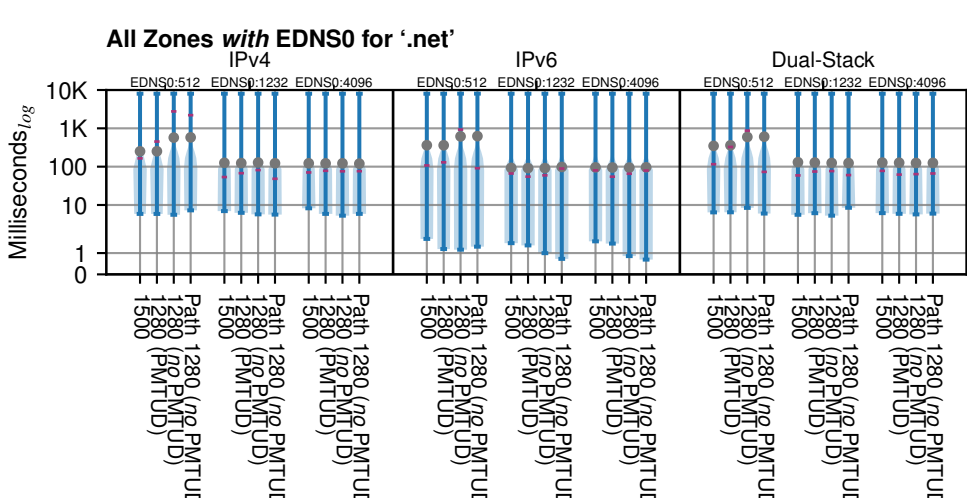 All Zones with EDNS0 for ‘.net’
IPv4
IPv6
Dual-Stack
EDNS0:512
EDNS0:1232
EDNS0:4096
EDNS0:512
EDNS0:1232
EDNS0:4096
EDNS0:512
EDNS0:1232
EDNS0:4096
Milliseconds log
10K
1K
100
10
1
0
1500
1280 (PMTUD)
1280 (no PMTUD)
Path 1280 (no PMTUD
1500
1280 (PMTUD)
1280 (no PMTUD)
Path 1280 (no PMTUD
1500
1280 (PMTUD)
1280 (no PMTUD)
Path 1280 (no PMTUD
1500
1280 (PMTUD)
1280 (no PMTUD)
Path 1280 (no PMTUD
1500
1280 (PMTUD)
1280 (no PMTUD)
Path 1280 (no PMTUD
1500
1280 (PMTUD)
1280 (no PMTUD)
Path 1280 (no PMTUD
1500
1280 (PMTUD)
1280 (no PMTUD)
Path 1280 (no PMTUD
1500
1280 (PMTUD)
1280 (no PMTUD)
Path 1280 (no PMTUD
1500
1280 (PMTUD)
1280 (no PMTUD)
Path 1280 (no PMTUD